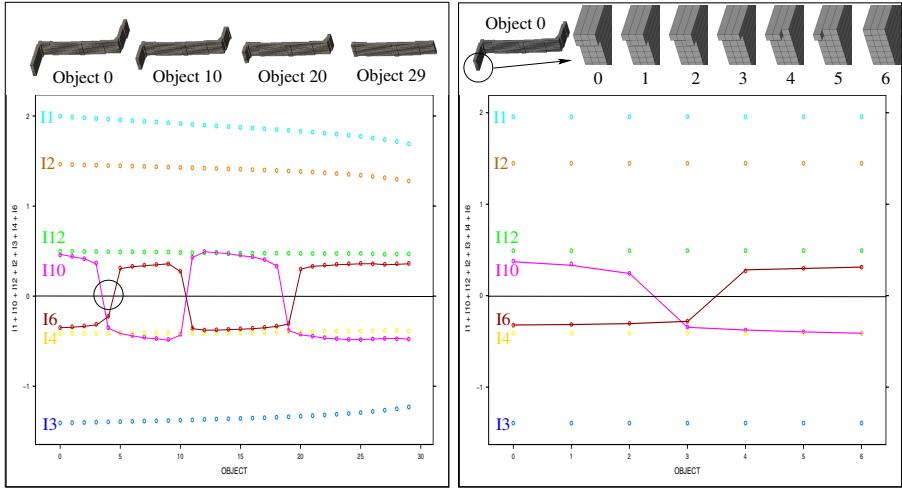 Object 0
Object 10
Object 20
Object 29
I1
I2
I12
I10
I6
I4
I3
2
1
0
−1
I1 + I10 + I12 + I2 + I3 + I4 + I6
0 5 10 15 20 25 30
OBJECT
Object 0
0 1 2 3 4 5 6
I1
I2
I12
I10
I6
I4
I3
2
1
0
−1
I1 + I10 + I12 + I2 + I3 + I4 + I6
0 1 2 3 4 5 6
OBJECT